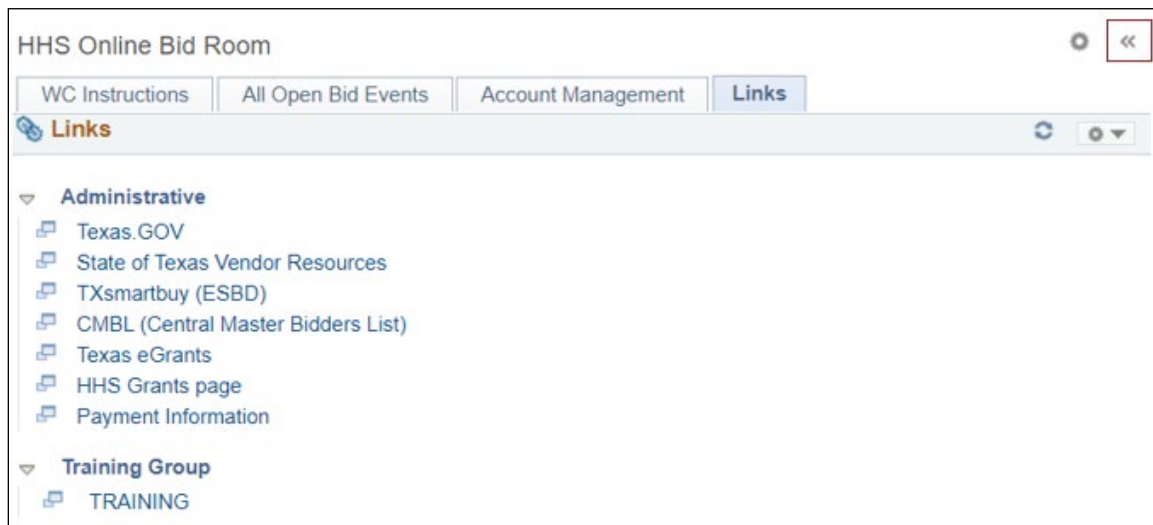 HHS Online Bid Room
WC Instructions
All Open Bid Events
Account Management
Links
Links
Administrative
Texas.GOV
State of Texas Vendor Resources
TXsmartbuy (ESBD)
CMBL (Central Master Bidders List)
Texas eGrants
HHS Grants page
Payment Information
Training Group
TRAINING